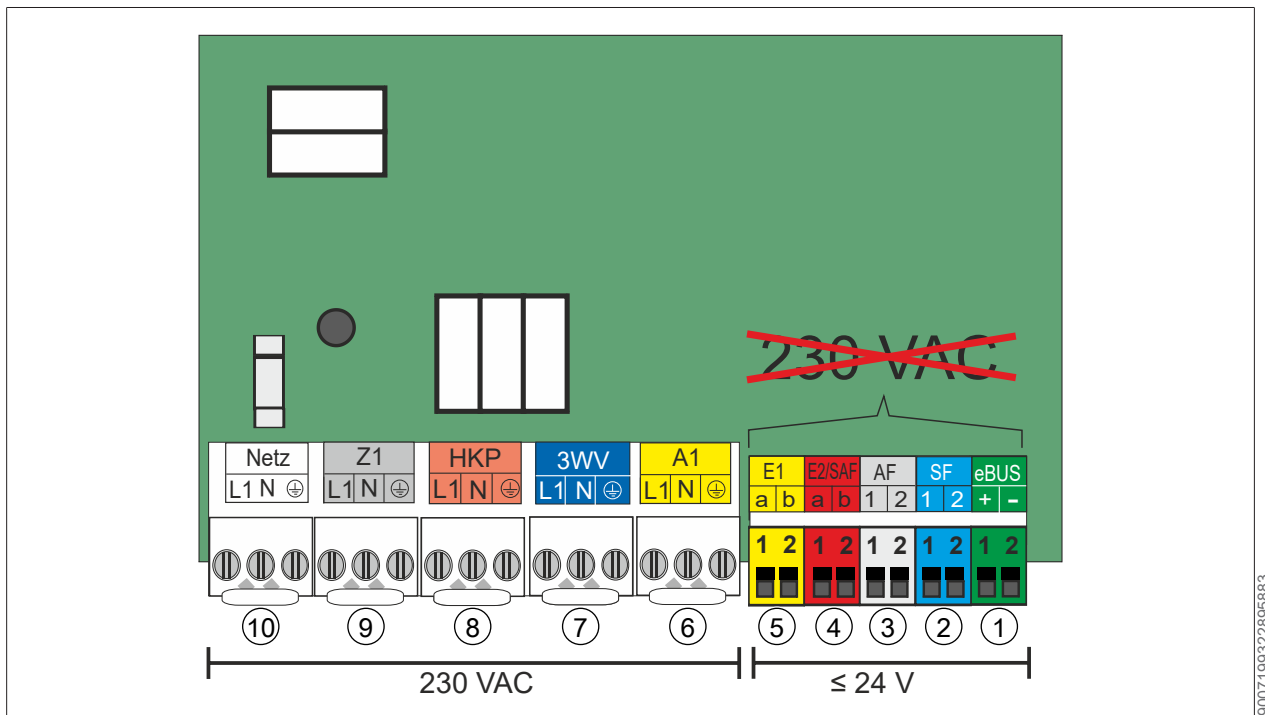 230 VAC
Netz Z1 HKP 3WV A1
L1 N L1 N L1 N L1 N L1 N
E1 E2/SAF AF SF eBUS
a b a b 1 2 1 2 + -
1 2 1 2 1 2 1 2 1 2
10 9 8 7 6 5 4 3 2 1
230 VAC ≤ 24 V
9007199322895883